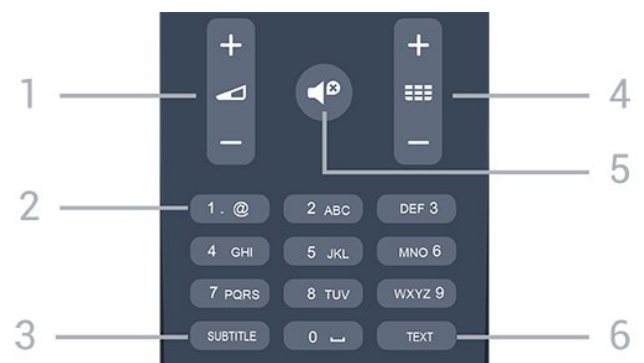 + +
1 4
- -
5
2 1 . @ 2 ABC DEF 3
4 GHI 5 JKL MNO 6
7 PQRS 8 TUV WXYZ 9
3 SUBTITLE 0 ⌴ TEXT 6